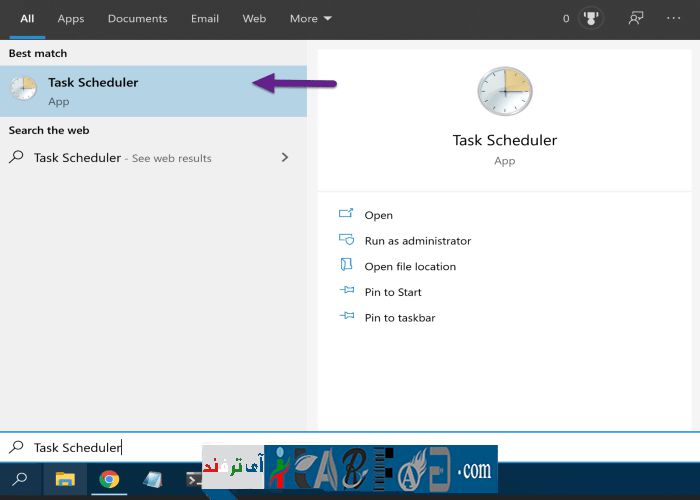 All Apps Documents Email Web More 0 ...
Best match
Task Scheduler
App
Search the web
Task Scheduler - See web results
Task Scheduler
App
Open
Run as administrator
Open file location
Pin to Start
Pin to taskbar
Task Scheduler
آی ترفند
.com